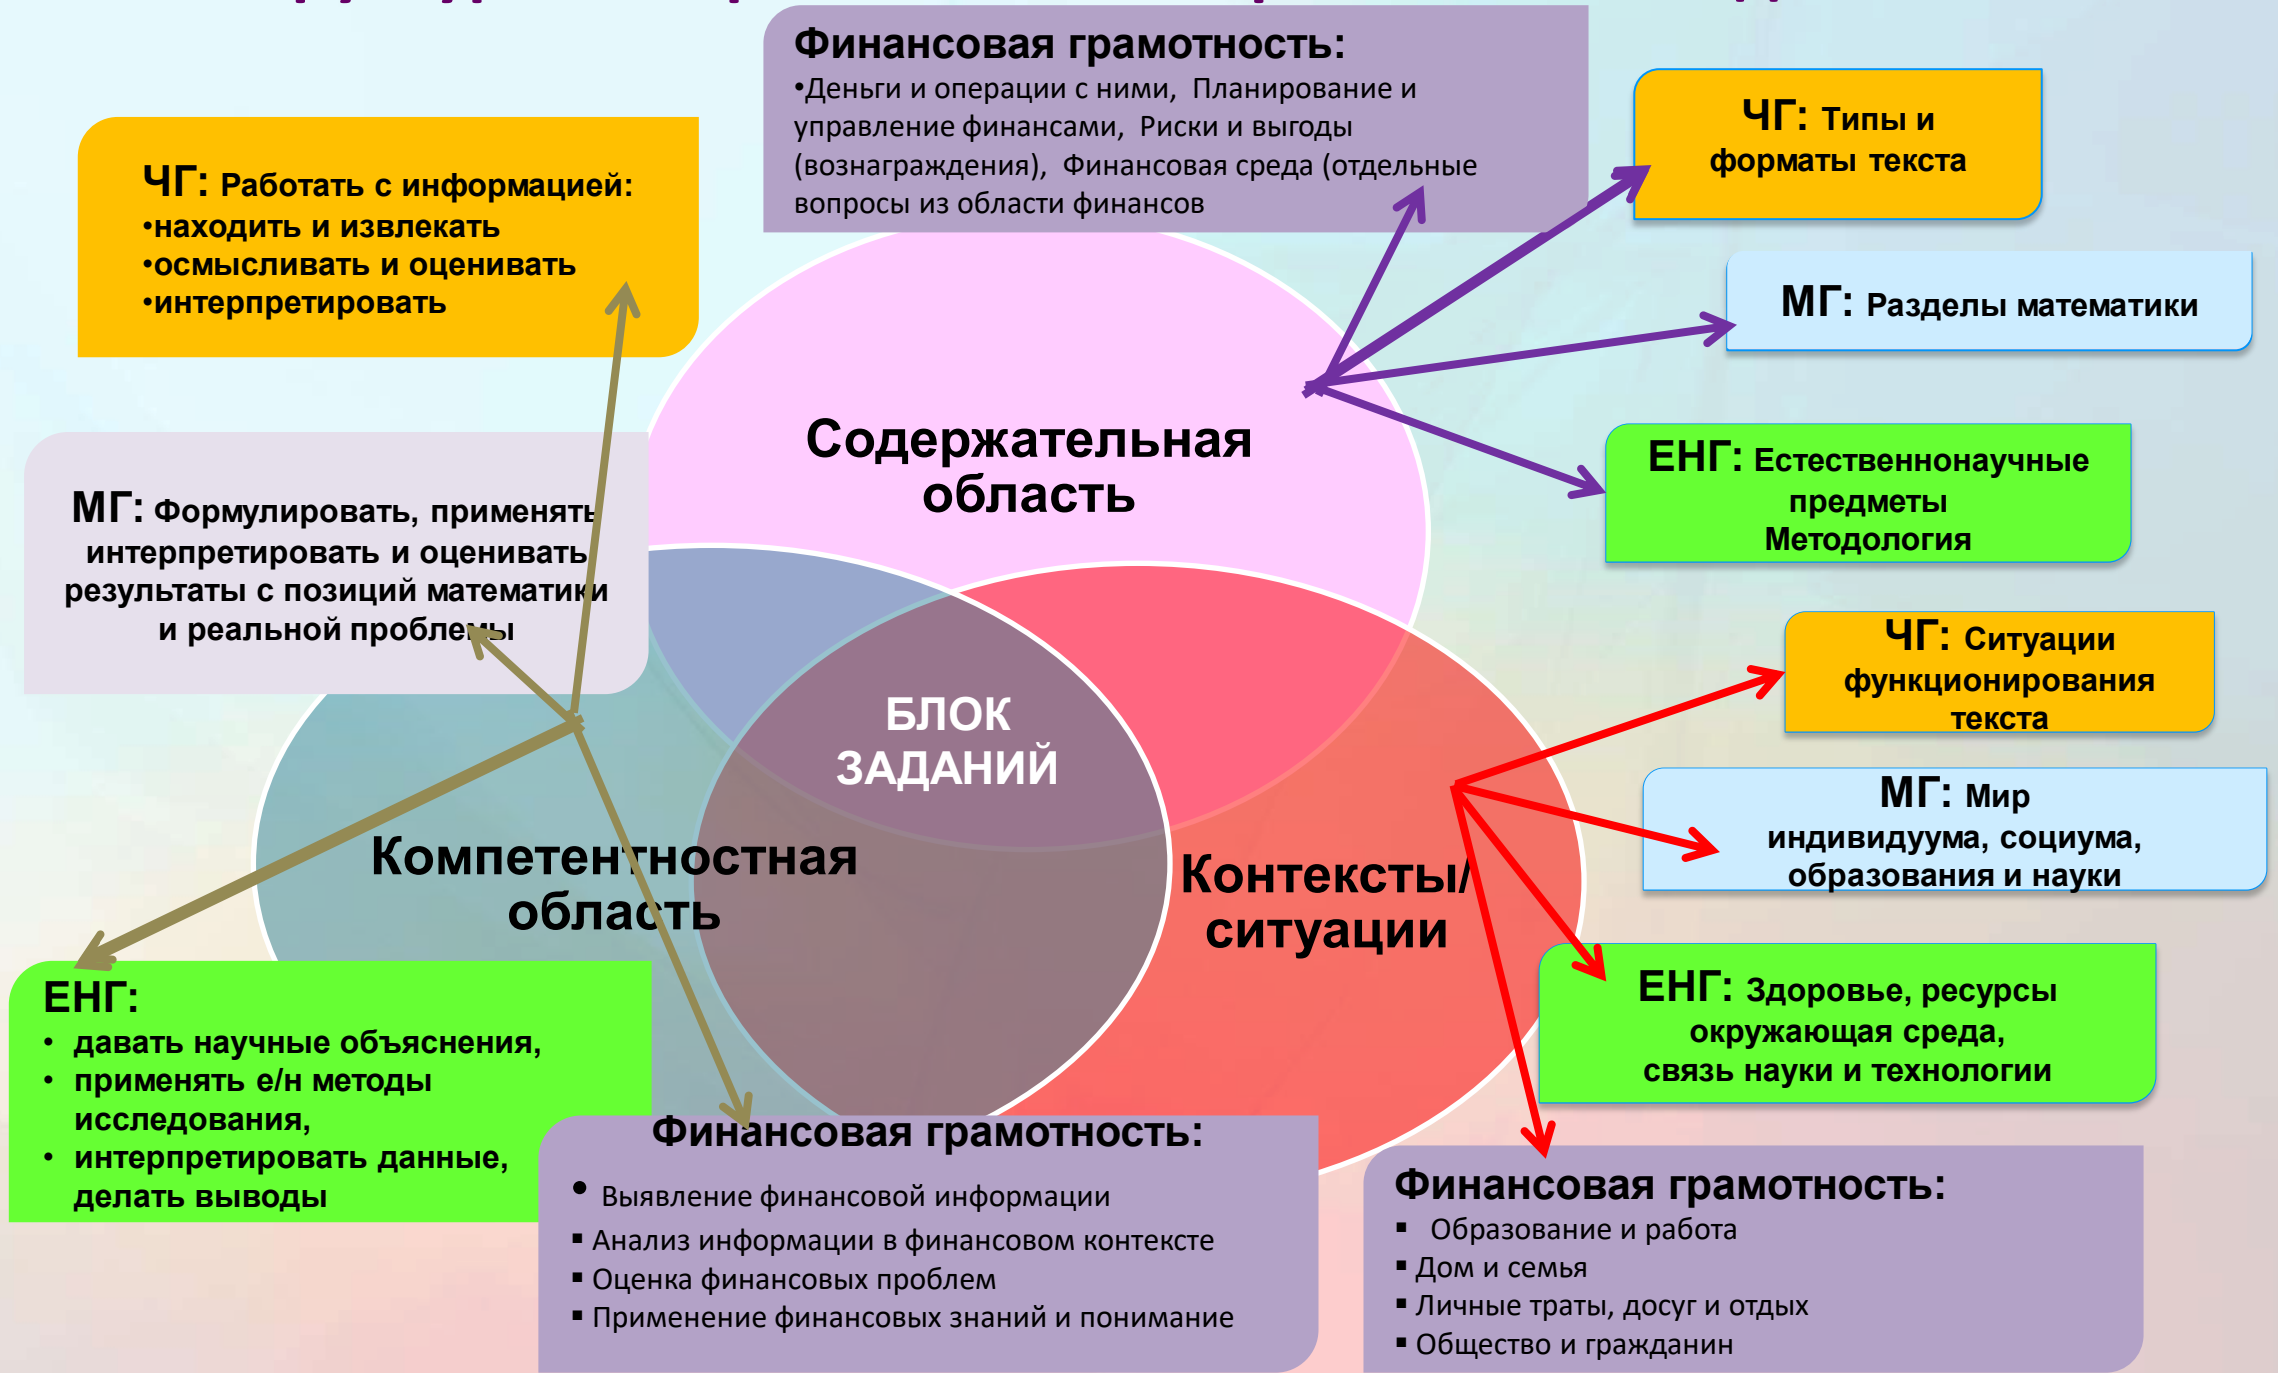 Финансовая грамотность:
•Деньги и операции с ними, Планирование и
управление финансами, Риски и выгоды
(вознаграждения), Финансовая среда (отдельные
вопросы из области финансов
ЧГ: Типы и
форматы текста
ЧГ: Работать с информацией:
•находить и извлекать
•осмысливать и оценивать
•интерпретировать
МГ: Разделы математики
Содержательная
область
ЕНГ: Естественнонаучные
предметы
Методология
МГ: Формулировать, применять
интерпретировать и оценивать
результаты с позиций математики
и реальной проблемы
ЧГ: Ситуации
функционирования
текста
БЛОК
ЗАДАНИЙ
МГ: Мир
индивидуума, социума,
образования и науки
Компетентностная
область
Контексты/
ситуации
ЕНГ: Здоровье, ресурсы
окружающая среда,
связь науки и технологии
ЕНГ:
• давать научные объяснения,
• применять е/н методы
исследования,
• интерпретировать данные,
делать выводы
Финансовая грамотность:
• Выявление финансовой информации
▪ Анализ информации в финансовом контексте
▪ Оценка финансовых проблем
▪ Применение финансовых знаний и понимание
Финансовая грамотность:
▪ Образование и работа
▪ Дом и семья
▪ Личные траты, досуг и отдых
▪ Общество и гражданин